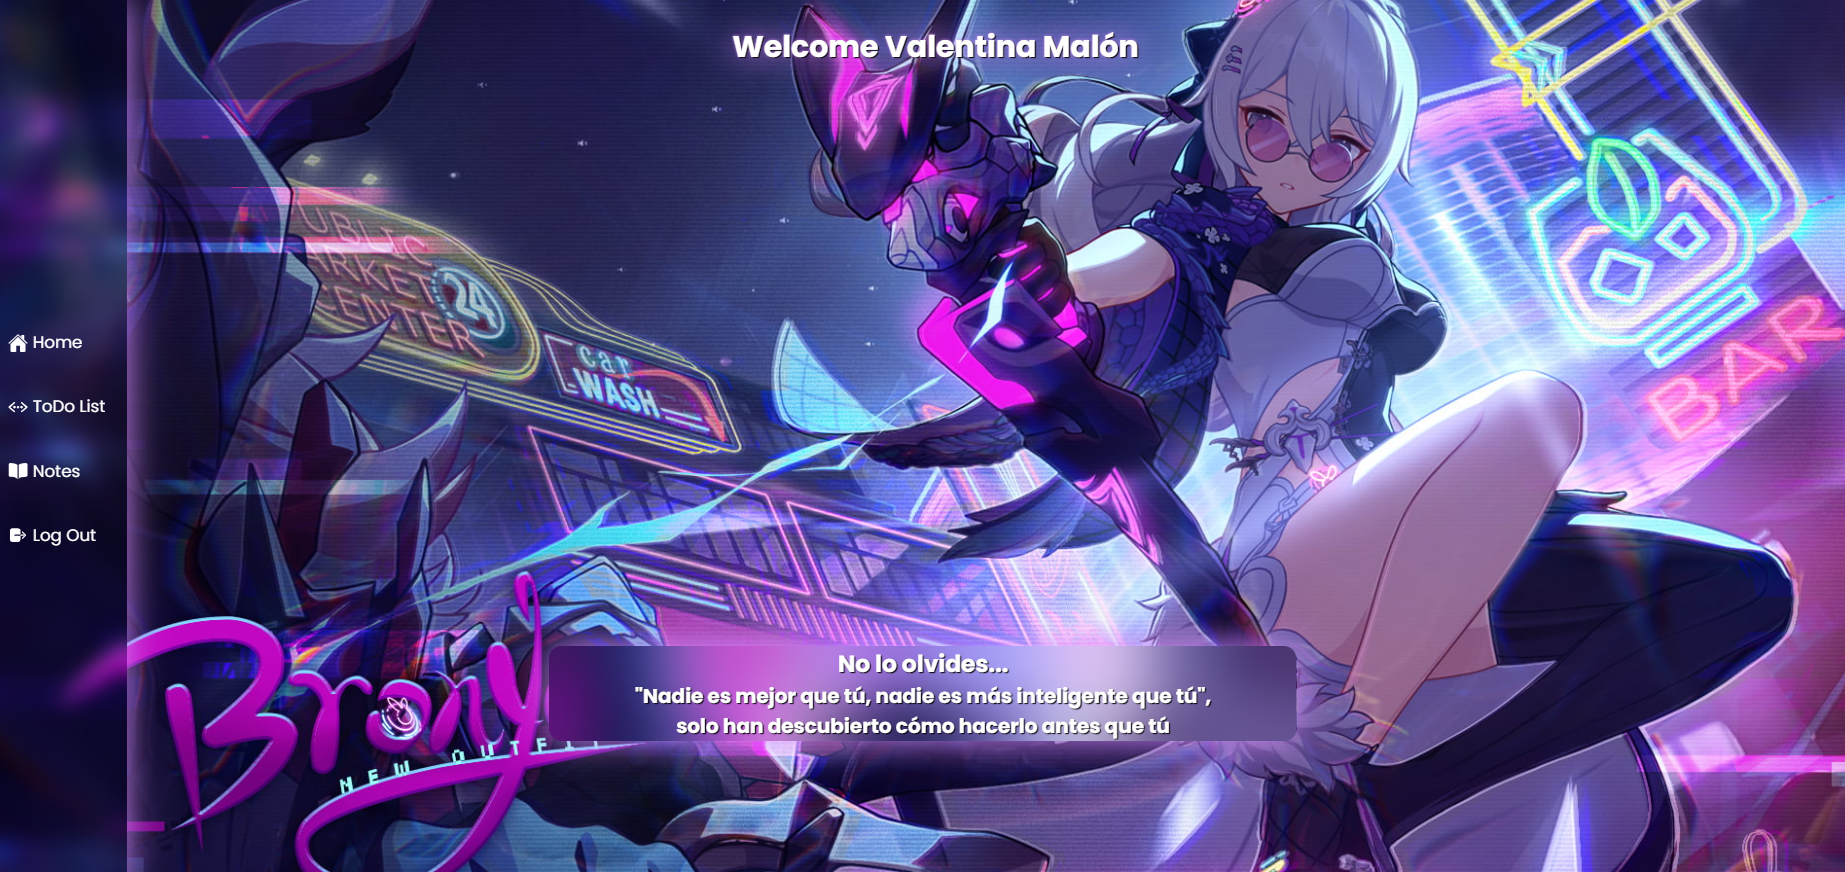 Welcome Valentina Malón
Home
ToDo List
Notes
Log Out
PUBLIC
MARKET
CENTER
24
car
WASH
BAR
Brony
NEW OUTFIT
No lo olvides...
"Nadie es mejor que tú, nadie es más inteligente que tú",
solo han descubierto cómo hacerlo antes que tú